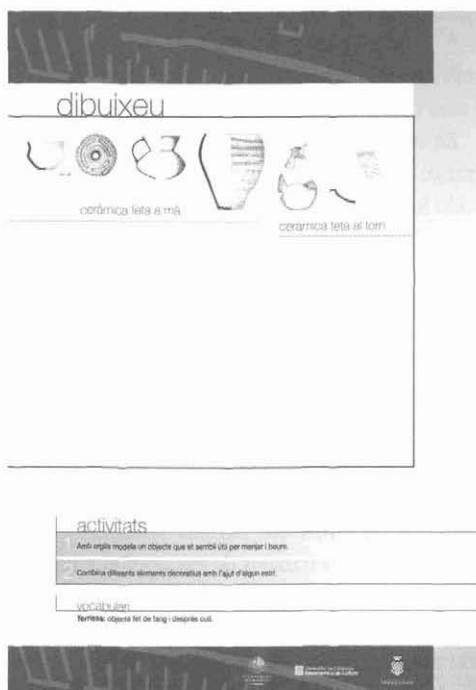 dibuixeu
ceràmica feta a mà
ceràmica feta al torn
activitats
1 Amb argila modela un objecte que et sembli útil per menjar i beure.
2 Combina diferents elements decoratius amb l'ajut d'algun estri.
vocabulari
Terrissa: objecte fet de fang i després cuit.